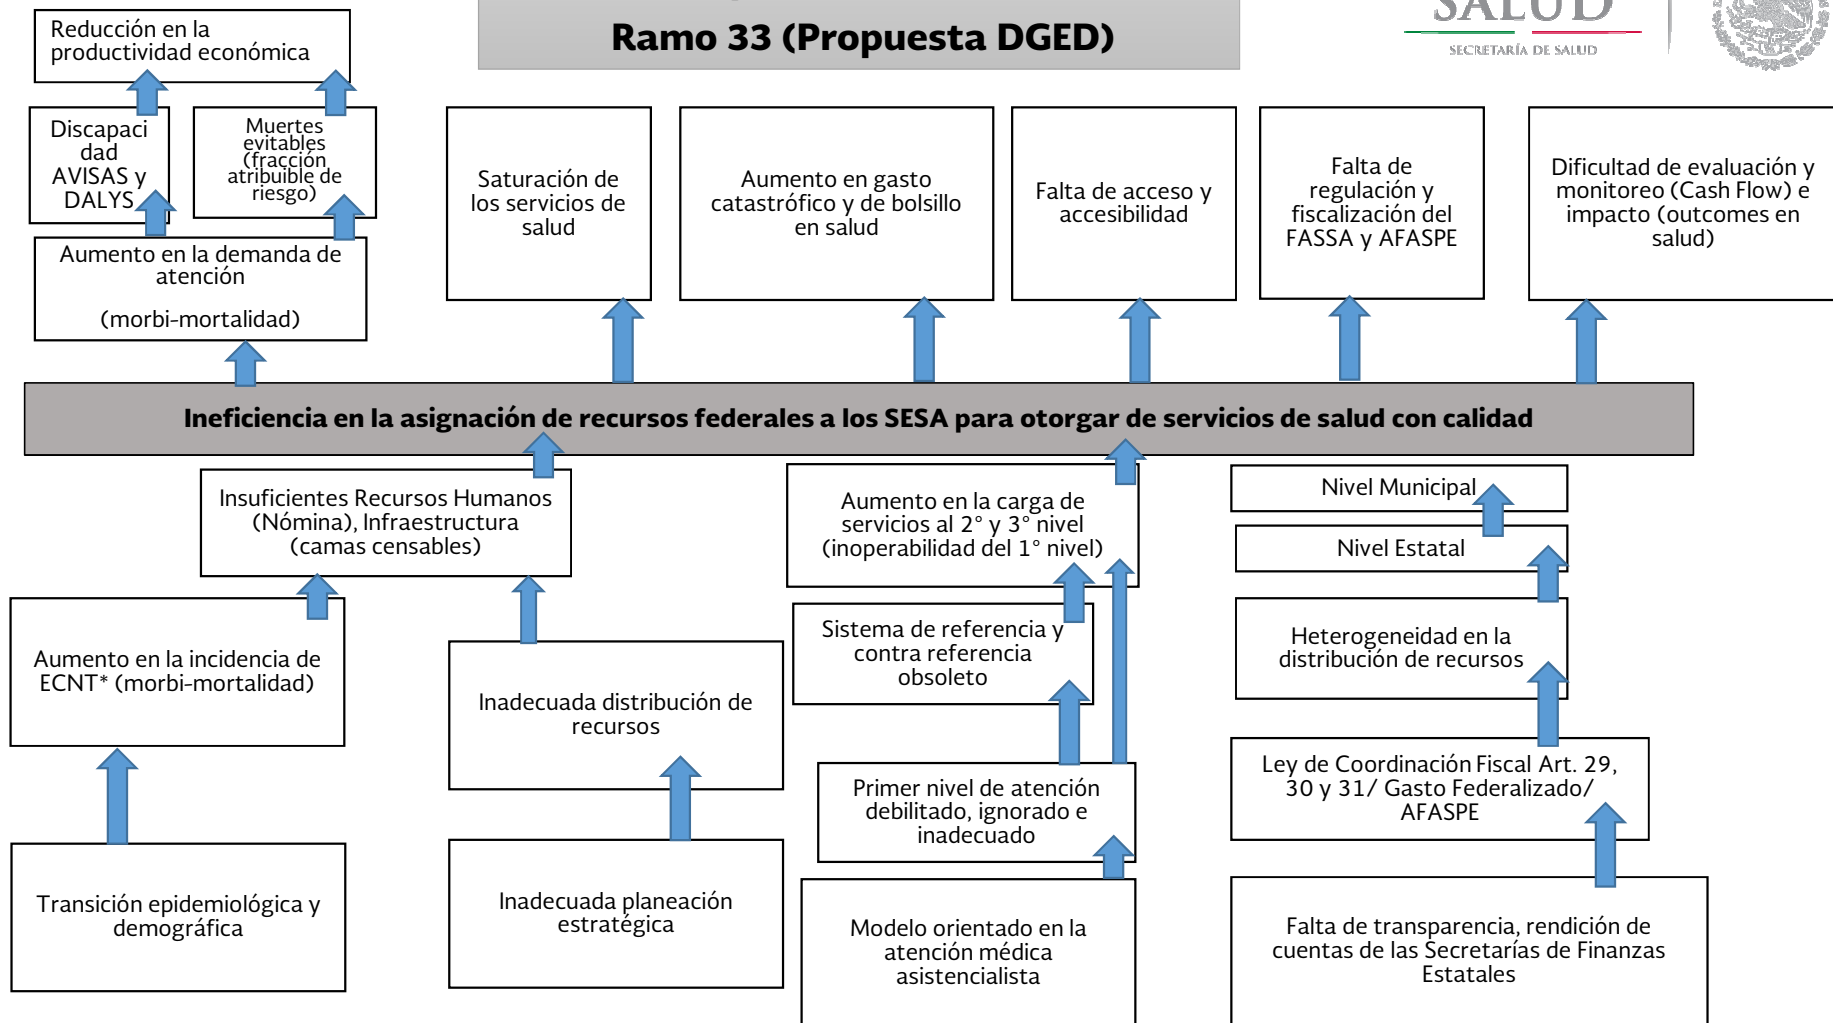 Ramo 33 (Propuesta DGED)
SALUD
SECRETARÍA DE SALUD
Reducción en la
productividad económica
Discapaci
dad
AVISAS y
DALYS
Muertes
evitables
(fracción
atribuible de
riesgo)
Aumento en la demanda de
atención
(morbi-mortalidad)
Saturación de
los servicios de
salud
Aumento en gasto
catastrófico y de bolsillo
en salud
Falta de acceso y
accesibilidad
Falta de
regulación y
fiscalización del
FASSA y AFASPE
Dificultad de evaluación y
monitoreo (Cash Flow) e
impacto (outcomes en
salud)
Ineficiencia en la asignación de recursos federales a los SESA para otorgar de servicios de salud con calidad
Insuficientes Recursos Humanos
(Nómina), Infraestructura
(camas censables)
Aumento en la incidencia de
ECNT* (morbi-mortalidad)
Transición epidemiológica y
demográfica
Inadecuada distribución de
recursos
Inadecuada planeación
estratégica
Aumento en la carga de
servicios al 2° y 3° nivel
(inoperabilidad del 1° nivel)
Sistema de referencia y
contra referencia
obsoleto
Primer nivel de atención
debilitado, ignorado e
inadecuado
Modelo orientado en la
atención médica
asistencialista
Nivel Municipal
Nivel Estatal
Heterogeneidad en la
distribución de recursos
Ley de Coordinación Fiscal Art. 29,
30 y 31/ Gasto Federalizado/
AFASPE
Falta de transparencia, rendición de
cuentas de las Secretarías de Finanzas
Estatales